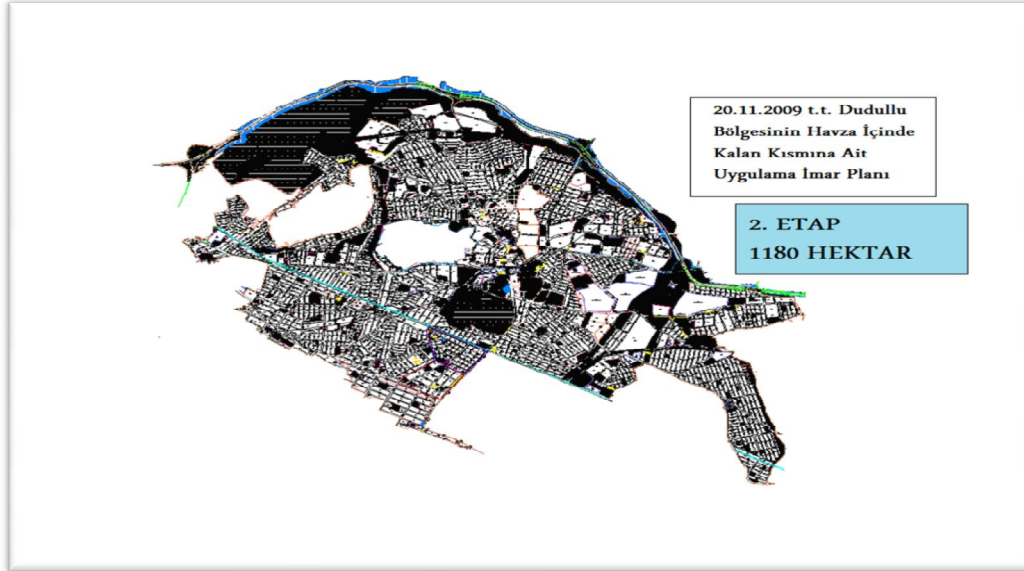 20.11.2009 t.t. Dudullu
Bölgesinin Havza İçinde
Kalan Kısmına Ait
Uygulama İmar Planı
2. ETAP
1180 HEKTAR